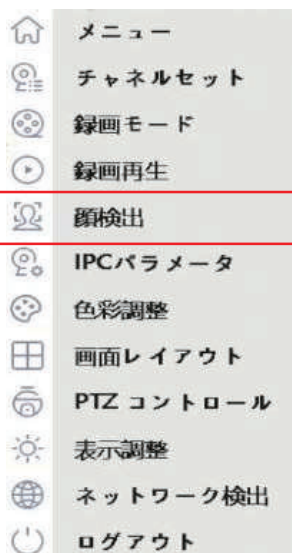 メニュー
チャネルセット
録画モード
録画再生
顔検出
IPCパラメータ
色彩調整
画面レイアウト
PTZ コントロール
表示調整
ネットワーク検出
ログアウト